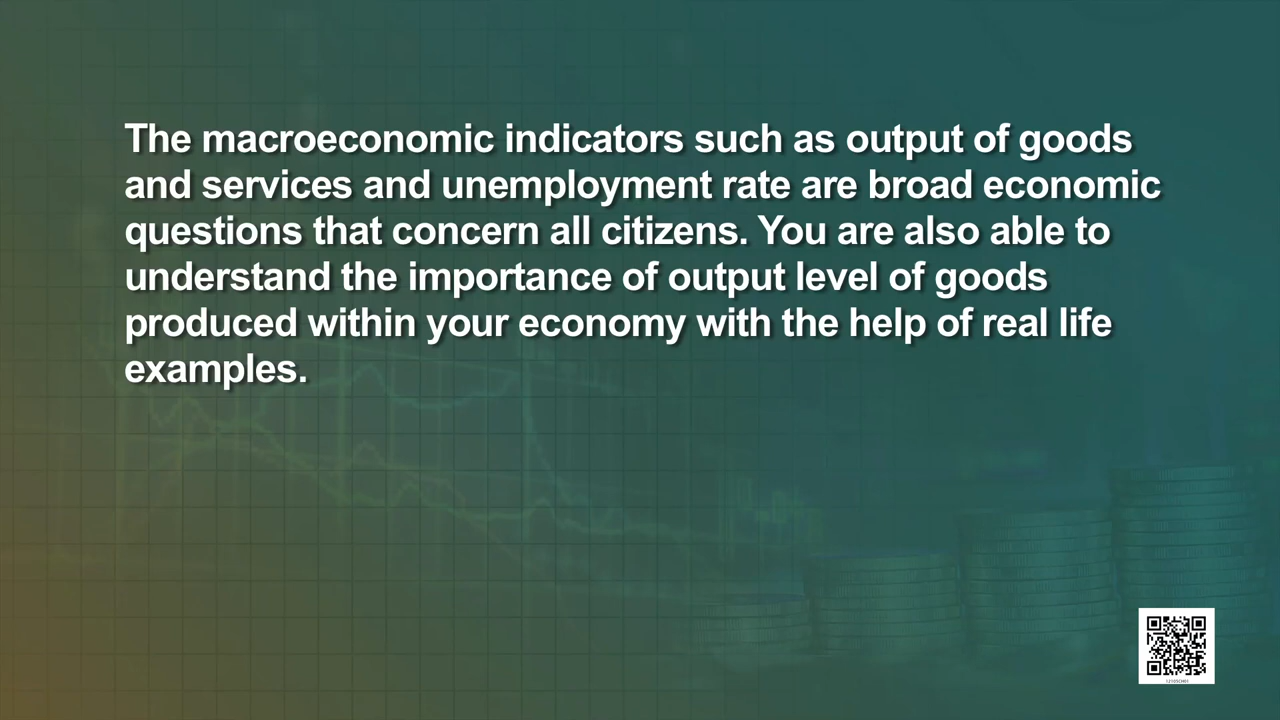 The macroeconomic indicators such as output of goods
and services and unemployment rate are broad economic
questions that concern all citizens. You are also able to
understand the importance of output level of goods
produced within your economy with the help of real life
examples.